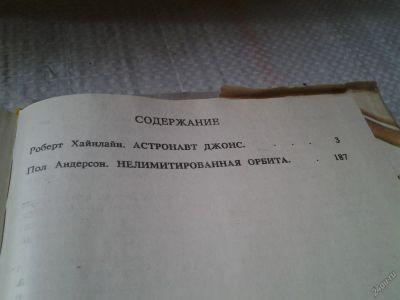 СОДЕРЖАНИЕ
Роберт Хайнлайн. АСТРОНАВТ ДЖОНС. . . . . 3
Пол Андерсон. НЕЛИМИТИРОВАННАЯ ОРБИТА. . 187